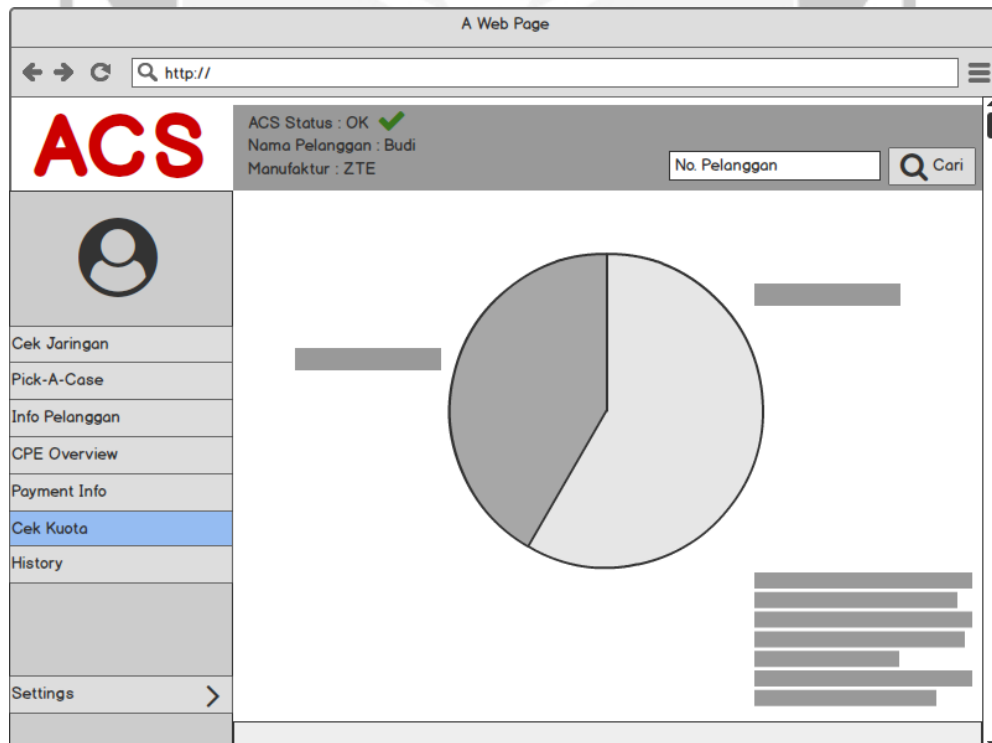 A Web Page
http://
ACS
ACS Status : OK
Nama Pelanggan : Budi
Manufaktur : ZTE
No. Pelanggan
Cari
Cek Jaringan
Pick-A-Case
Info Pelanggan
CPE Overview
Payment Info
Cek Kuota
History
Settings